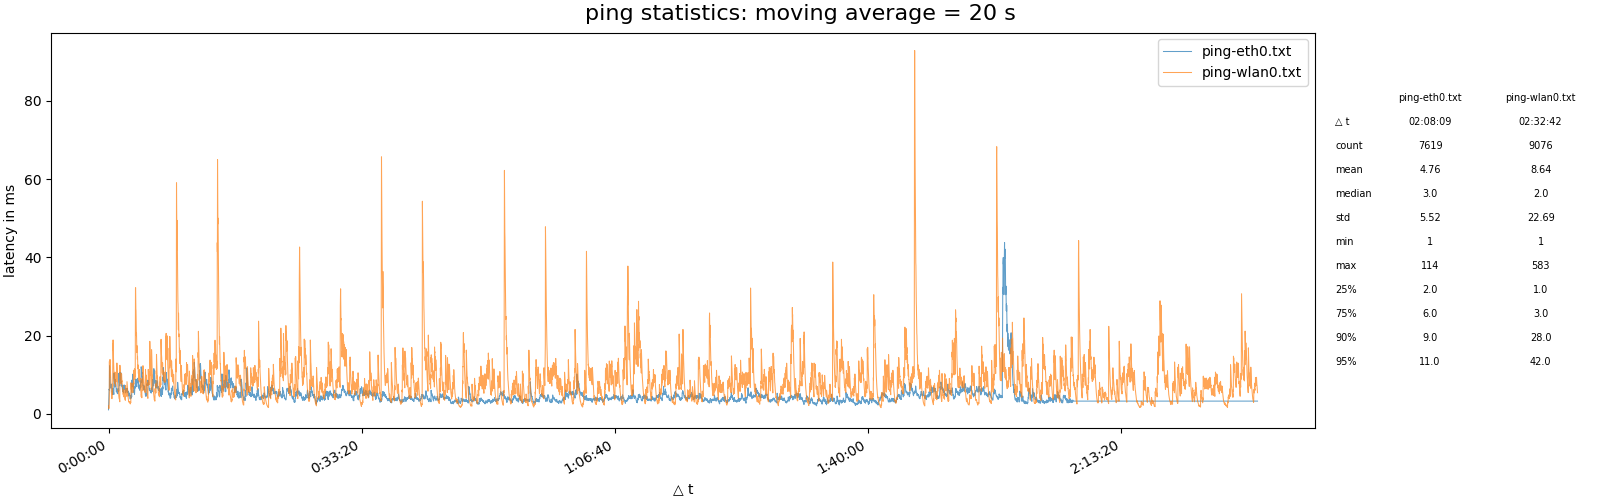 ping statistics: moving average = 20 s
ping-eth0.txt
ping-wlan0.txt
latency in ms
80
60
40
20
0
0:00:00 0:33:20 1:06:40 1:40:00 2:13:20
△ t
ping-eth0.txt ping-wlan0.txt
△ t 02:08:09 02:32:42
count 7619 9076
mean 4.76 8.64
median 3.0 2.0
std 5.52 22.69
min 1 1
max 114 583
25% 2.0 1.0
75% 6.0 3.0
90% 9.0 28.0
95% 11.0 42.0